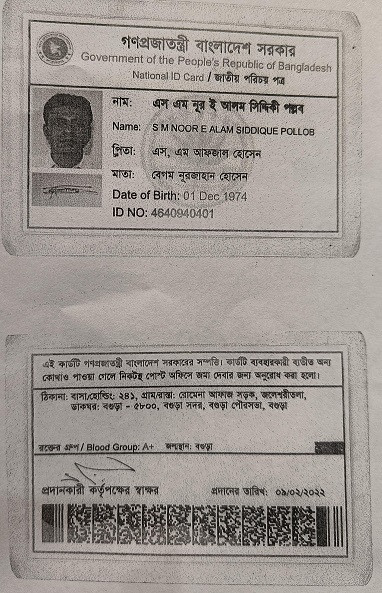 গণপ্রজাতন্ত্রী বাংলাদেশ সরকার
Government of the People's Republic of Bangladesh
National ID Card / জাতীয় পরিচয় পত্র
নাম: এস এম নূর ই আলম সিদ্দিকী পল্লব
Name: S M NOOR E ALAM SIDDIQUE POLLOB
পিতা: এস, এম আফজাল হোসেন
মাতা: বেগম নুরজাহান হোসেন
Date of Birth: 01 Dec 1974
ID NO: 4640940401
এই কার্ডটি গণপ্রজাতন্ত্রী বাংলাদেশ সরকারের সম্পত্তি। কার্ডটি ব্যবহারকারী ব্যতীত অন্য
কোথাও পাওয়া গেলে নিকটস্থ পোস্ট অফিসে জমা দেবার জন্য অনুরোধ করা হলো।
ঠিকানা: বাসা/হোল্ডিং: ২৪১, গ্রাম/রাস্তা: রোমেনা আফাজ সড়ক, জলেশ্বরীতলা,
ডাকঘর: বগুড়া - ৫৮০০, বগুড়া সদর, বগুড়া পৌরসভা, বগুড়া
রক্তের গ্রুপ / Blood Group: A+ জন্মস্থান: বগুড়া
প্রদানকারী কর্তৃপক্ষের স্বাক্ষর প্রদানের তারিখ: ০৯/০২/২০২২